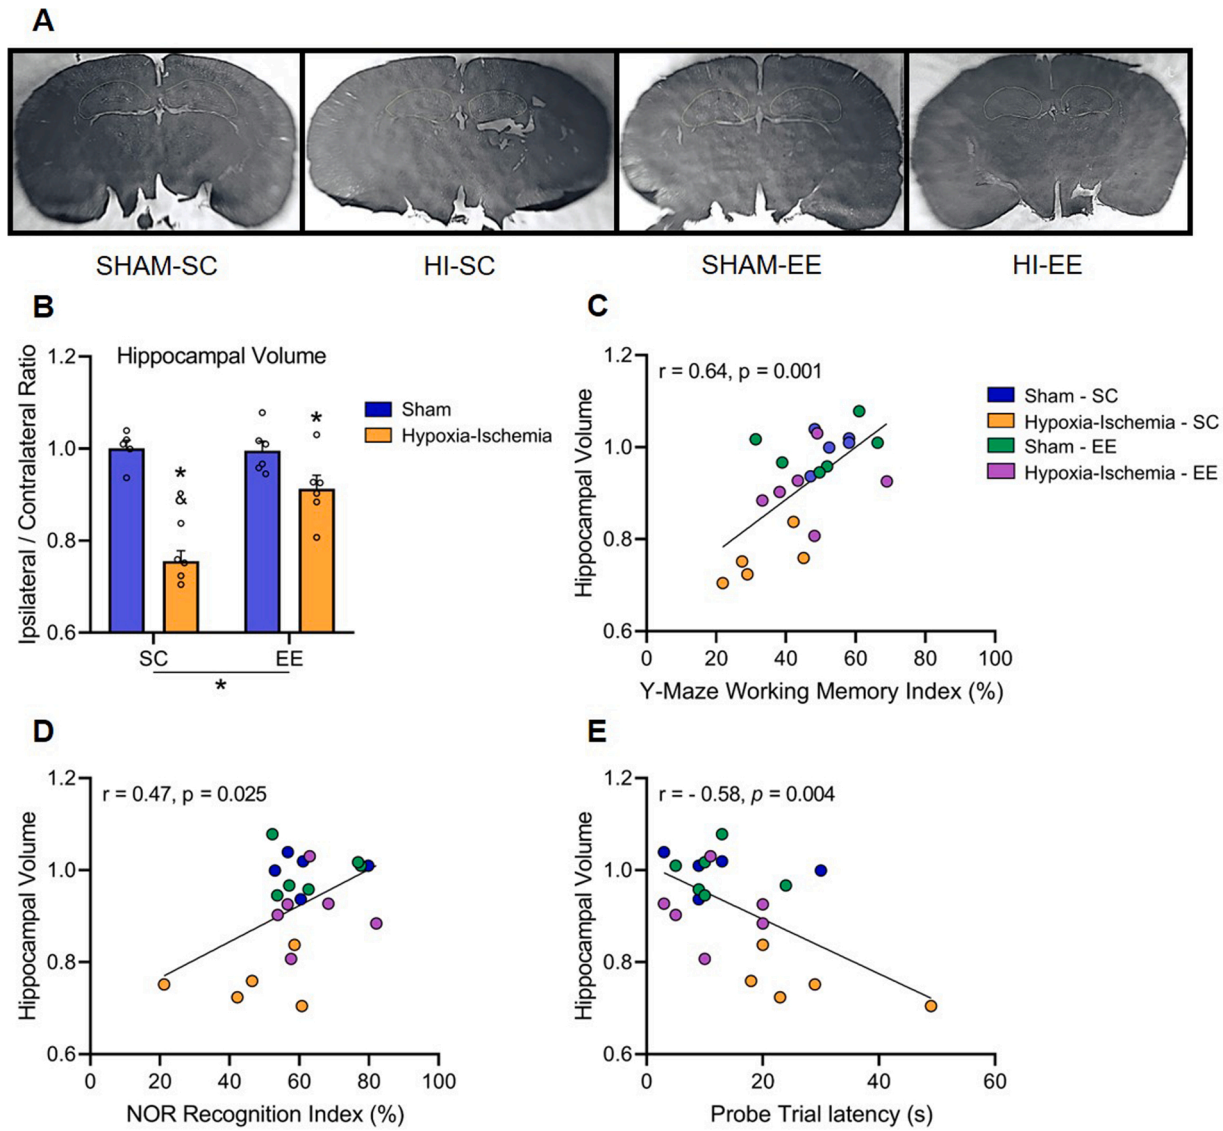 A
SHAM-SC
HI-SC
SHAM-EE
HI-EE
B
Hippocampal Volume
Ipsilateral / Contralateral Ratio
1.2
1.0
0.8
0.6
*
&
*
SC
EE
*
Sham
Hypoxia-Ischemia
C
r = 0.64, p = 0.001
Hippocampal Volume
1.2
1.0
0.8
0.6
0
20
40
60
80
100
Y-Maze Working Memory Index (%)
Sham - SC
Hypoxia-Ischemia - SC
Sham - EE
Hypoxia-Ischemia - EE
D
r = 0.47, p = 0.025
Hippocampal Volume
1.2
1.0
0.8
0.6
0
20
40
60
80
100
NOR Recognition Index (%)
E
r = - 0.58, p = 0.004
Hippocampal Volume
1.2
1.0
0.8
0.6
0
20
40
60
Probe Trial latency (s)